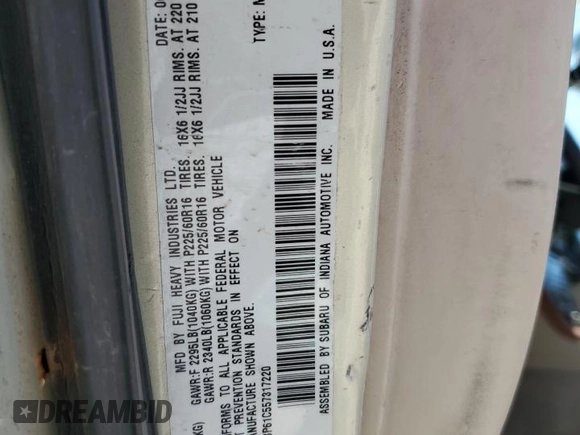 DATE: 0
MFD BY FUJI HEAVY INDUSTRIES LTD.
KG) GAWR:F 2295LB(1040KG)WITH P225/60R16 TIRES. 16X6 1/2JJ RIMS. AT 220
GAWR:R 2340LB(1060KG)WITH P225/60R16 TIRES. 16X6 1/2JJ RIMS. AT 210
FORMS TO ALL APPLICABLE FEDERAL MOTOR VEHICLE
T PREVENTION STANDARDS IN EFFECT ON
MANUFACTURE SHOWN ABOVE.
P61C557317220 TYPE:
ASSEMBLED BY SUBARU OF INDIANA AUTOMOTIVE INC. MADE IN U.S.A.
DREAMBID